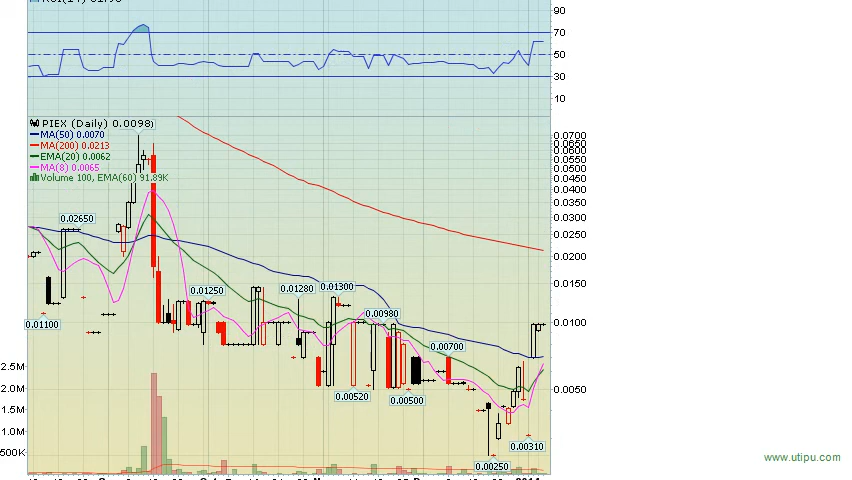 90
70
50
30
10
PIEX (Daily) 0.0098)
MA(50) 0.0070
MA(200) 0.0213
EMA(20) 0.0062
MA(8) 0.0065
Volume 100, EMA(60) 91.89K
0.0700
0.0650
0.0600
0.0550
0.0500
0.0450
0.0400
0.0350
0.0300
0.0250
0.0200
0.0150
0.0100
0.0050
0.02650
0.01100
0.01250
0.01280
0.01300
0.00980
0.00700
0.00520
0.00500
0.00310
0.00250
2.5M
2.0M
1.5M
1.0M
500K
www.utipu.com